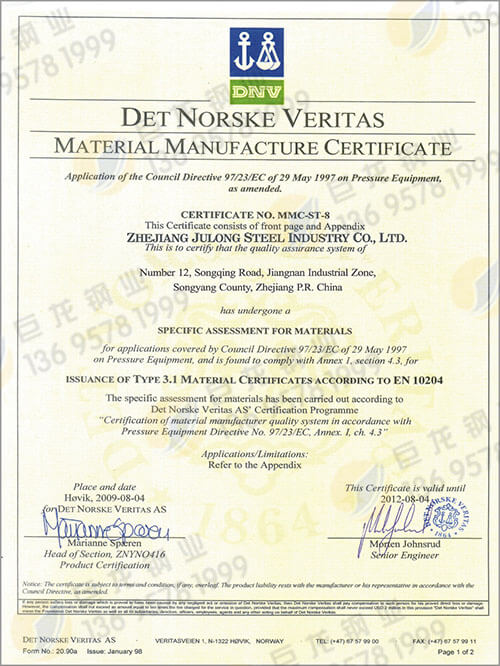 DNV
DET NORSKE VERITAS
MATERIAL MANUFACTURE CERTIFICATE
Application of the Council Directive 97/23/EC of 29 May 1997 on Pressure Equipment,
as amended.
CERTIFICATE NO. MMC-ST-8
This Certificate consists of front page and Appendix
ZHEJIANG JULONG STEEL INDUSTRY CO., LTD.
This is to certify that the quality assurance system of
Number 12, Songqing Road, Jiangnan Industrial Zone,
Songyang County, Zhejiang P.R. China
has undergone a
SPECIFIC ASSESSMENT FOR MATERIALS
for applications covered by Council Directive 97/23/EC of 29 May 1997
on Pressure Equipment, and is found to comply with Annex 1, section 4.3, for
ISSUANCE OF TYPE 3.1 MATERIAL CERTIFICATES ACCORDING TO EN 10204
The specific assessment for materials has been carried out according to
Det Norske Veritas AS' Certification Programme
"Certification of material manufacturer quality system in accordance with
Pressure Equipment Directive No. 97/23/EC, Annex. I, ch. 4.3"
Applications/Limitations:
Refer to the Appendix
Place and date
Høvik, 2009-08-04
for DET NORSKE VERITAS AS
Marianne Spæren
Head of Section, ZNYNO416
Product Certification
This Certificate is valid until
2012-08-04
DET NORSKE VERITAS
1864
Morten Johnsrud
Senior Engineer
Notice: The certificate is subject to terms and condition, if any, overleaf. The product liability rests with the manufacturer or his representative in accordance with the
Council Directive, as amended.
DET NORSKE VERITAS AS
VERITASVEIEN 1, N-1322 HØVIK, NORWAY
TEL: (+47) 67 57 99 00
FAX: (+47) 67 57 99 11
Form No.: 20.90a
Issue: January 98
Page 1 of 2
巨龙钢业
136 9578 1999